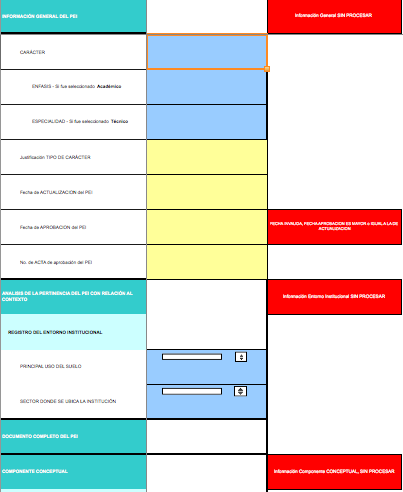 INFORMACIÓN GENERAL DEL PEI
Información General SIN PROCESAR
CARÁCTER
ENFASIS - Si fue seleccionado Académico
ESPECIALIDAD - Si fue seleccionado Técnico
Justificación TIPO DE CARÁCTER
Fecha de ACTUALIZACIÓN del PEI
Fecha de APROBACIÓN del PEI
FECHA INVALIDA, FECHA APROBACION ES MAYOR o IGUAL A LA DE
ACTUALIZACION
No. de ACTA de aprobación del PEI
ANALISIS DE LA PERTINENCIA DEL PEI CON RELACIÓN AL
CONTEXTO
Información Entorno Institucional SIN PROCESAR
REGISTRO DEL ENTORNO INSTITUCIONAL
PRINCIPAL USO DEL SUELO
SECTOR DONDE SE UBICA LA INSTITUCIÓN
DOCUMENTO COMPLETO DEL PEI
COMPONENTE CONCEPTUAL
Información Componente CONCEPTUAL, SIN PROCESAR